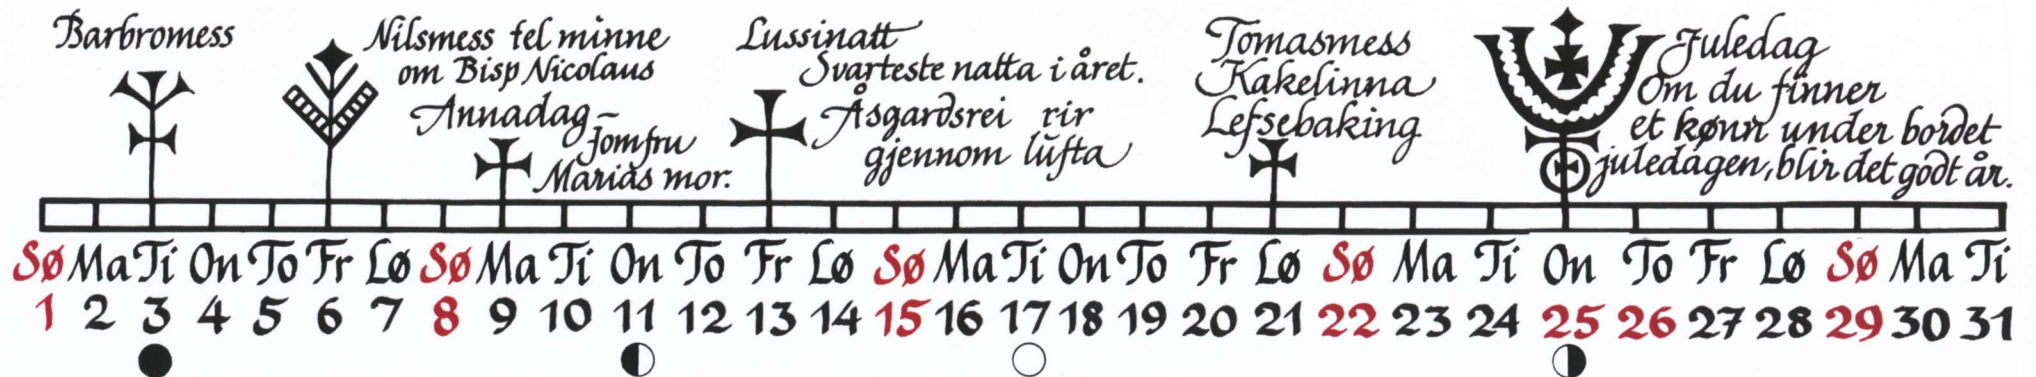 Barbromess
Nilsmess tel minne
om Bisp Nicolaus
Annadag –
Jomfru
Marias mor.
Lussinatt
Svarteste natta i året.
Åsgardsrei rir
gjennom lufta
Tomasmess
Kakelinna
Lefsebaking
Juledag
Om du finner
et kønn under bordet
juledagen, blir det godt år.
Sø Ma Ti On To Fr Lø Sø Ma Ti On To Fr Lø Sø Ma Ti On To Fr Lø Sø Ma Ti On To Fr Lø Sø Ma Ti
1 2 3 4 5 6 7 8 9 10 11 12 13 14 15 16 17 18 19 20 21 22 23 24 25 26 27 28 29 30 31